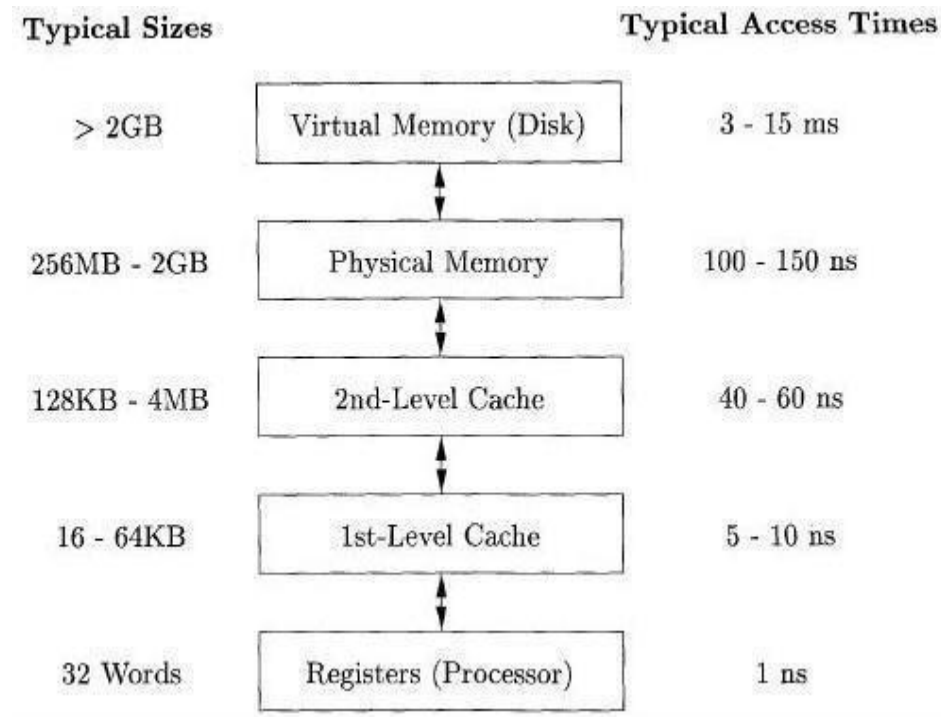 Typical Sizes Typical Access Times
> 2GB Virtual Memory (Disk) 3 - 15 ms
256MB - 2GB Physical Memory 100 - 150 ns
128KB - 4MB 2nd-Level Cache 40 - 60 ns
16 - 64KB 1st-Level Cache 5 - 10 ns
32 Words Registers (Processor) 1 ns